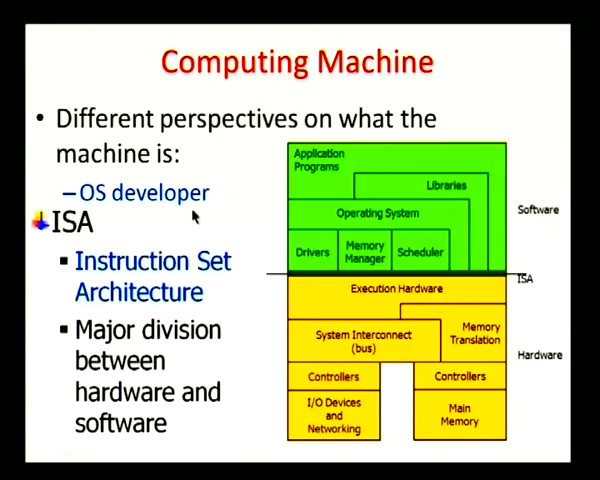 Computing Machine
• Different perspectives on what the
machine is:
– OS developer
ISA
▪ Instruction Set
Architecture
▪ Major division
between
hardware and
software
Application
Programs
Libraries
Operating System
Drivers
Memory
Manager
Scheduler
Software
ISA
Execution Hardware
System Interconnect
(bus)
Memory
Translation
Hardware
Controllers
Controllers
I/O Devices
and
Networking
Main
Memory